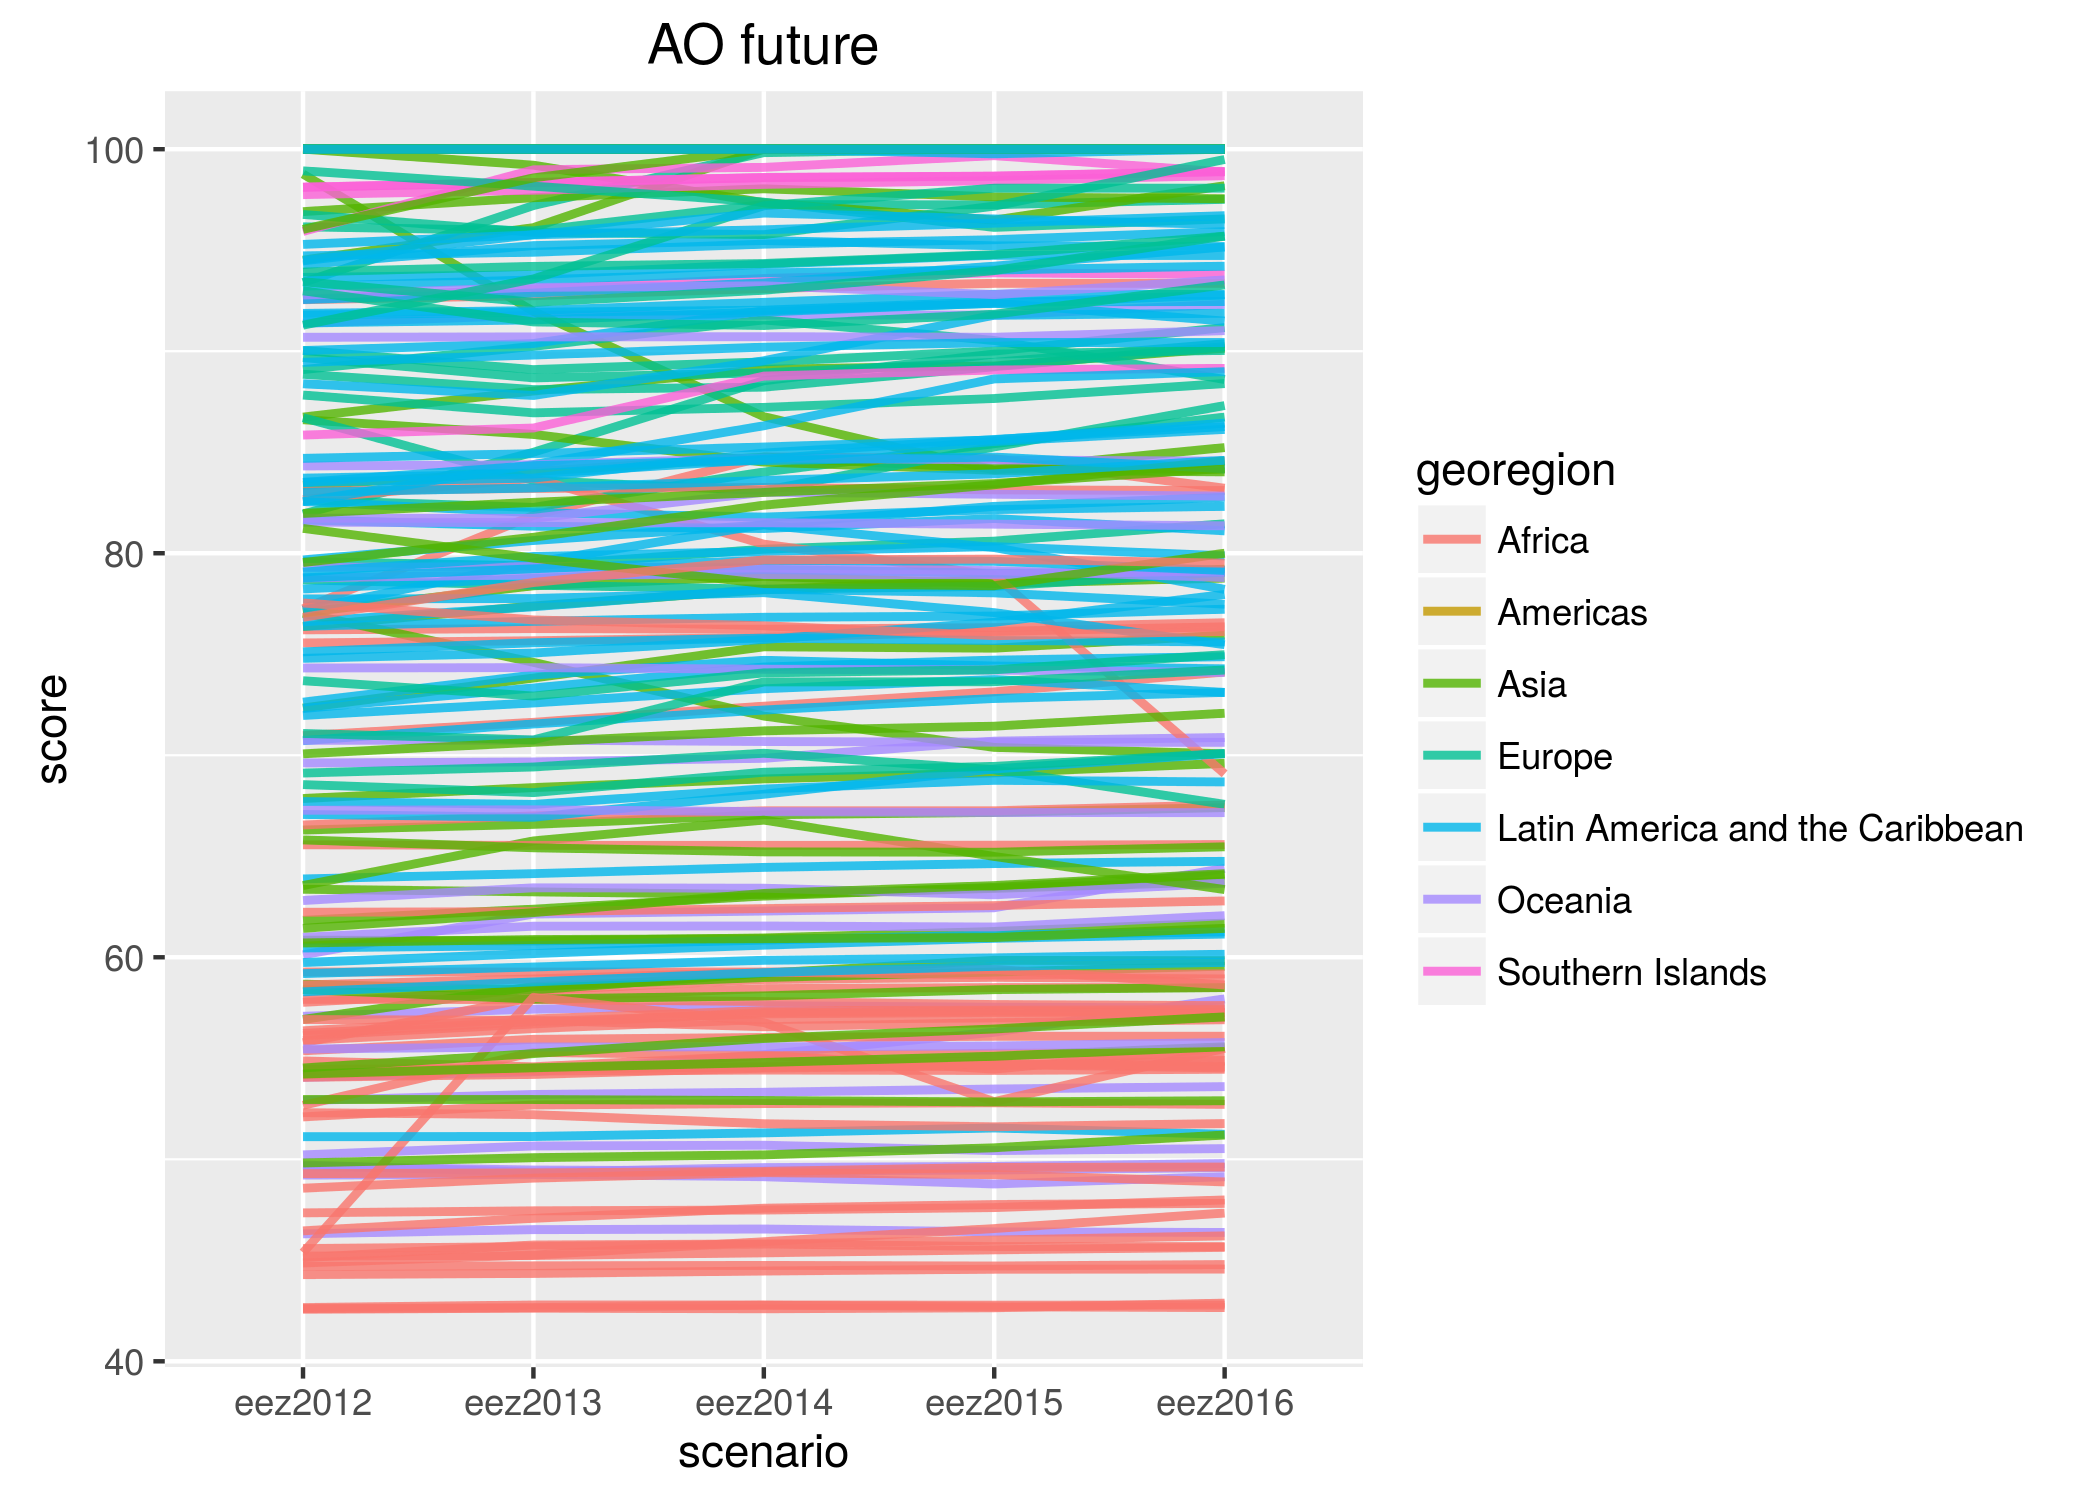 AO future
100
80
60
40
score
eez2012 eez2013 eez2014 eez2015 eez2016
scenario
georegion
Africa
Americas
Asia
Europe
Latin America and the Caribbean
Oceania
Southern Islands